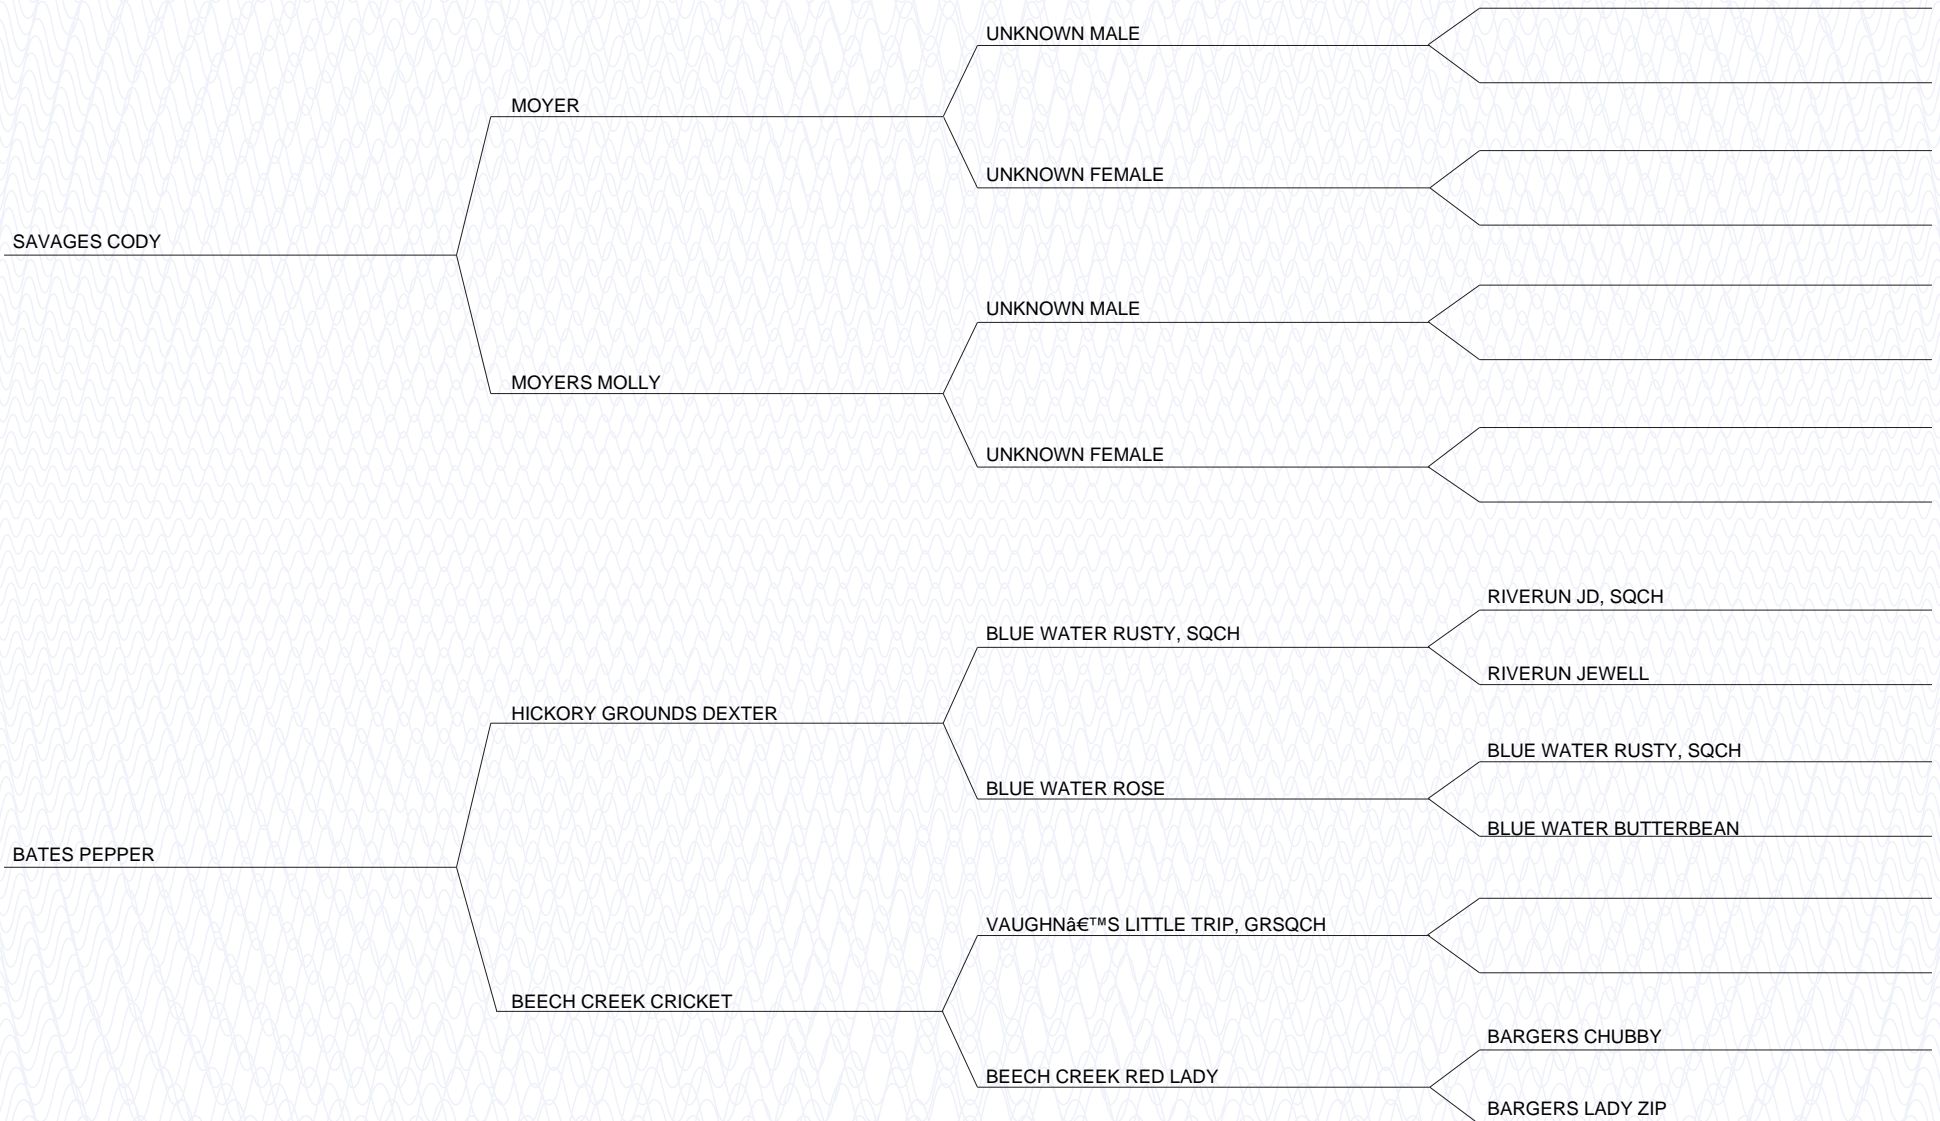 UNKNOWN MALE
MOYER
UNKNOWN FEMALE
SAVAGES CODY
UNKNOWN MALE
MOYERS MOLLY
UNKNOWN FEMALE
RIVERUN JD, SQCH
BLUE WATER RUSTY, SQCH
RIVERUN JEWELL
HICKORY GROUNDS DEXTER
BLUE WATER RUSTY, SQCH
BLUE WATER ROSE
BLUE WATER BUTTERBEAN
BATES PEPPER
VAUGHNâ€™S LITTLE TRIP, GRSQCH
BEECH CREEK CRICKET
BARGERS CHUBBY
BEECH CREEK RED LADY
BARGERS LADY ZIP